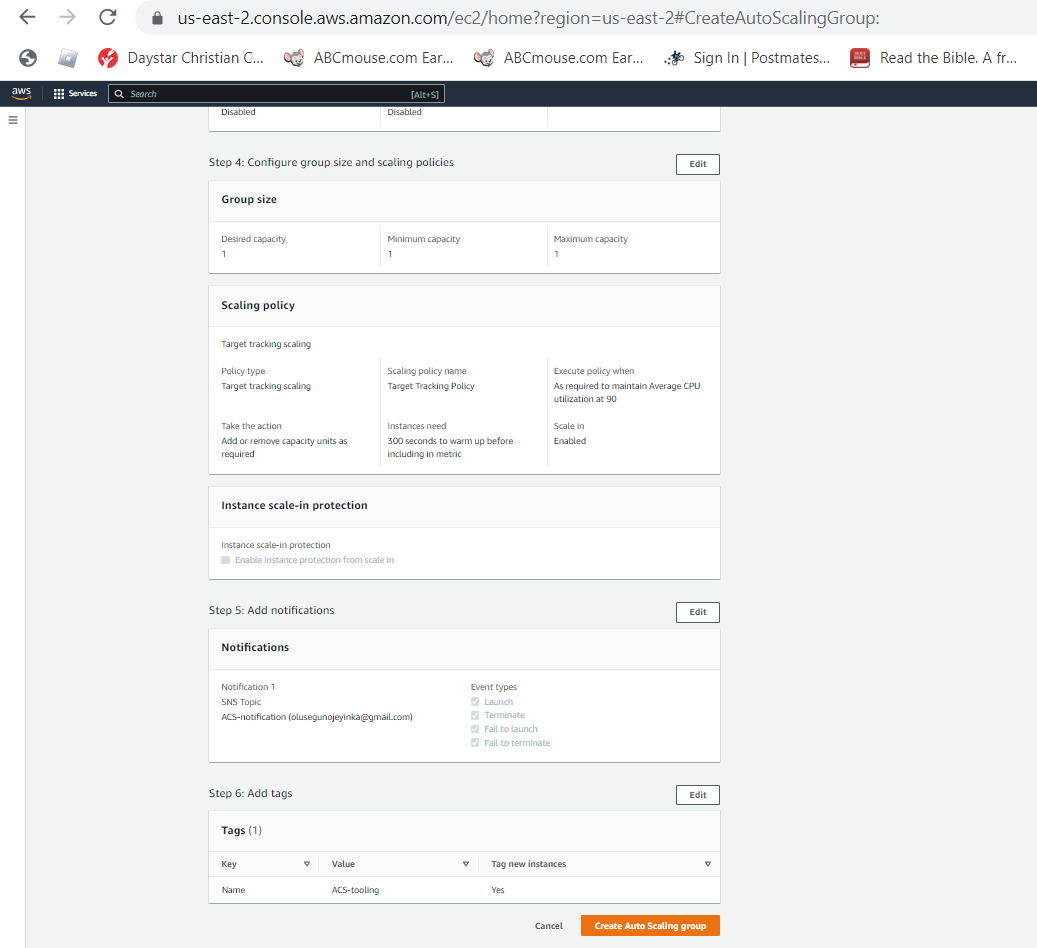 us-east-2.console.aws.amazon.com/ec2/home?region=us-east-2#CreateAutoScalingGroup:
Daystar Christian C... ABCmouse.com Ear... ABCmouse.com Ear... Sign In | Postmates... Read the Bible. A fr...
aws Services Search [Alt+S]
Disabled Disabled
Step 4: Configure group size and scaling policies Edit
Group size
Desired capacity Minimum capacity Maximum capacity
1 1 1
Scaling policy
Target tracking scaling
Policy type Scaling policy name Execute policy when
Target tracking scaling Target Tracking Policy As required to maintain Average CPU
utilization at 90
Take the action Instances need Scale in
Add or remove capacity units as 300 seconds to warm up before Enabled
required including in metric
Instance scale-in protection
Instance scale-in protection
Enable instance protection from scale in
Step 5: Add notifications Edit
Notifications
Notification 1 Event types
SNS Topic Launch
ACS-notification (olusegunojeyinka@gmail.com) Terminate
Fail to launch
Fail to terminate
Step 6: Add tags Edit
Tags (1)
Key Value Tag new instances
Name ACS-tooling Yes
Cancel Create Auto Scaling group